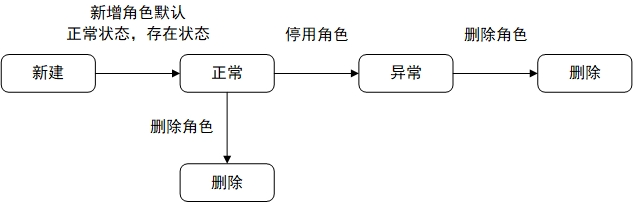 新增角色默认
正常状态，存在状态
停用角色
删除角色
新建
正常
异常
删除
删除角色
删除